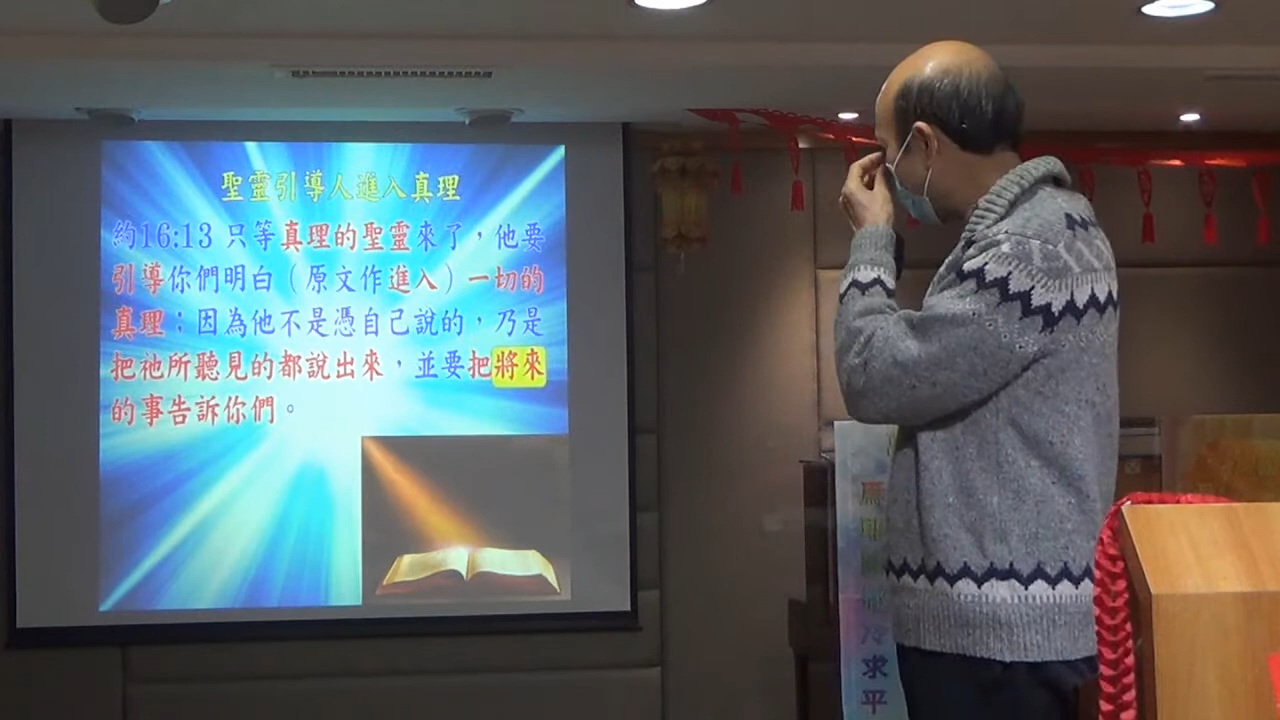 聖靈引導人進入真理
約16:13 只等真理的聖靈來了，他要
引導你們明白（原文作進入）一切的
真理；因為他不是憑自己說的，乃是
把祂所聽見的都說出來，並要把將來
的事告訴你們。
求平